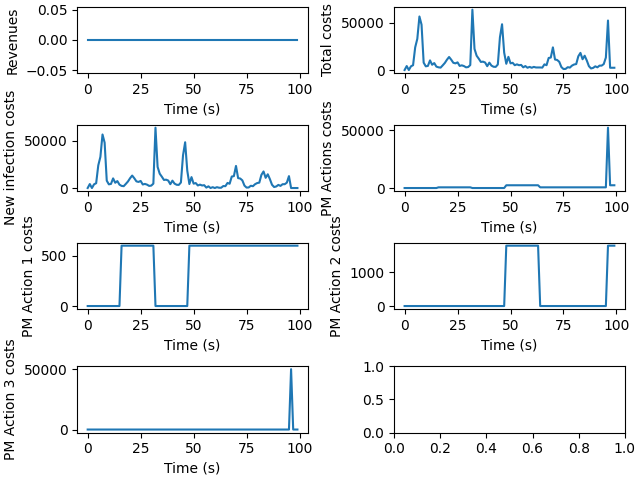 Revenues
0.05
0.00
−0.05
0 25 50 75 100
Time (s)
Total costs
50000
0
0 25 50 75 100
Time (s)
New infection costs
50000
0
0 25 50 75 100
Time (s)
PM Actions costs
50000
0
0 25 50 75 100
Time (s)
PM Action 1 costs
500
0
0 25 50 75 100
Time (s)
PM Action 2 costs
1000
0
0 25 50 75 100
Time (s)
PM Action 3 costs
50000
0
0 25 50 75 100
Time (s)
1.0
0.5
0.0
0.0 0.2 0.4 0.6 0.8 1.0